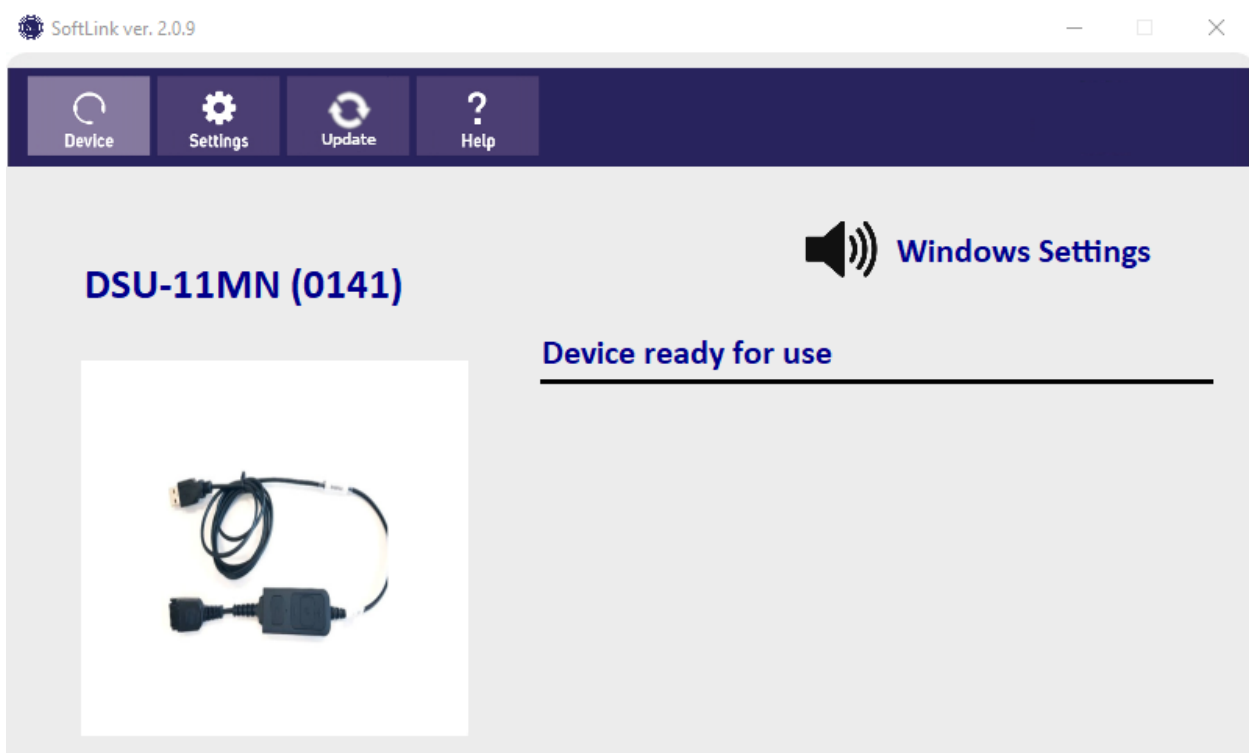 SoftLink ver. 2.0.9
Device Settings Update Help
Windows Settings
DSU-11MN (0141)
Device ready for use